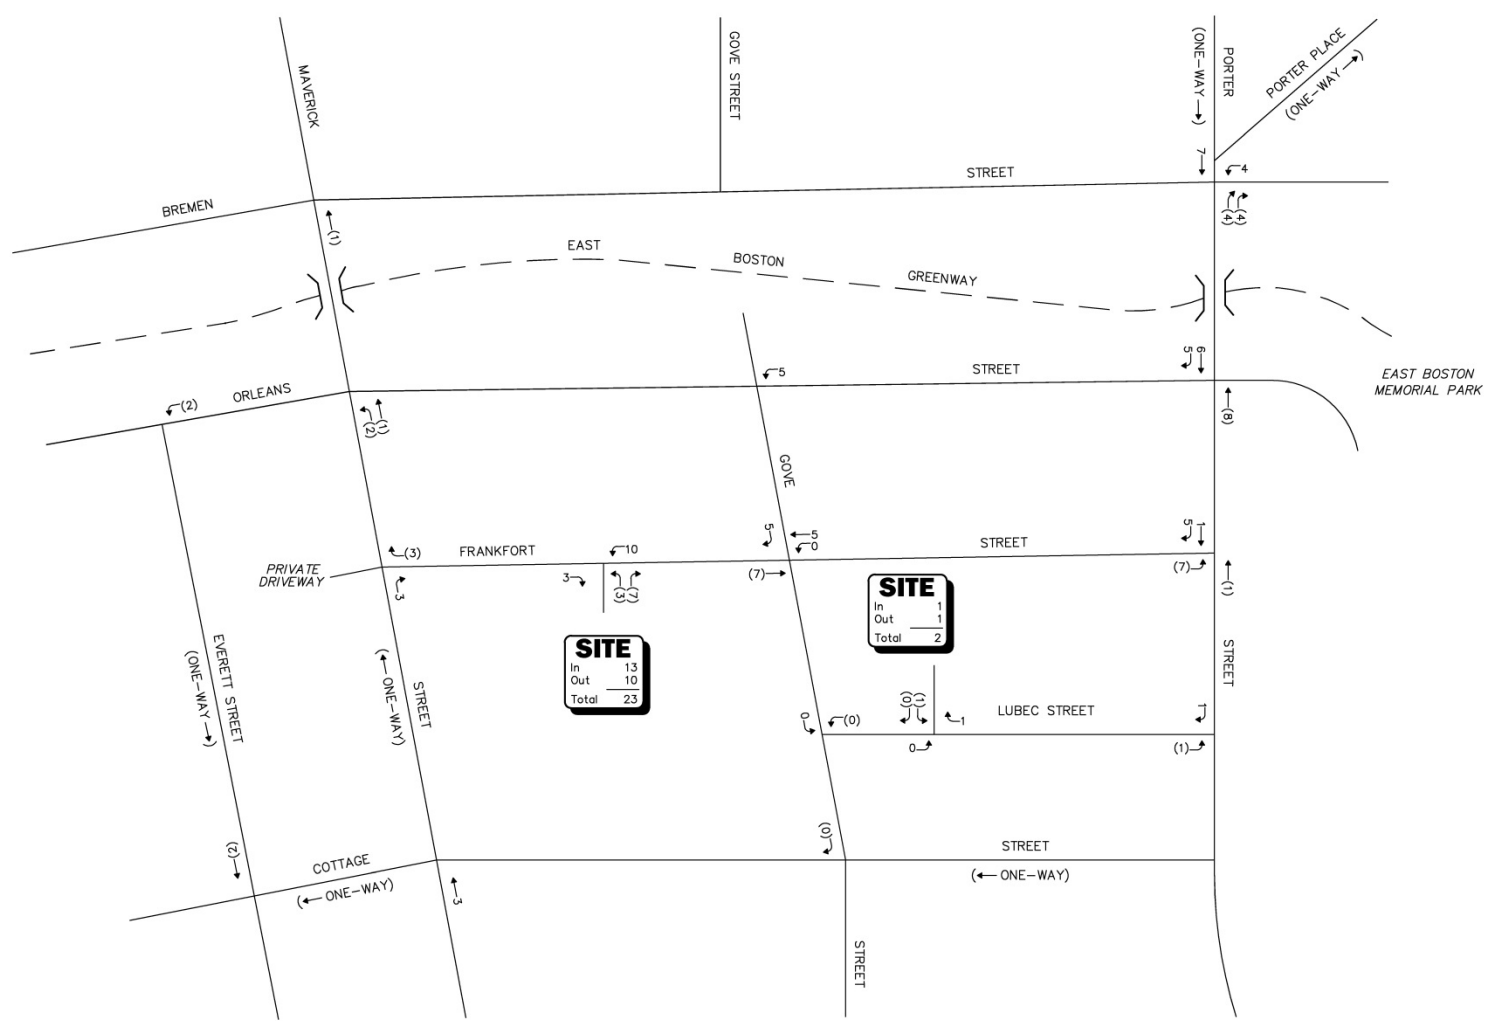 MAVERICK
GOVE STREET
(ONE-WAY →)
PORTER
PORTER PLACE
(ONE-WAY →)
7
4
STREET
BREMEN
(4)
(4)
(1)
EAST
BOSTON
GREENWAY
5
6
5
STREET
EAST BOSTON
MEMORIAL PARK
ORLEANS
(2)
(2)
(1)
(8)
GOVE
5
5
0
5
1
(3)
FRANKFORT
10
STREET
PRIVATE
DRIVEWAY
3
3
(3)
(7)
(7)
(7)
(1)
SITE
In 1
Out 1
Total 2
SITE
In 13
Out 10
Total 23
EVERETT STREET
(ONE-WAY →)
(← ONE-WAY)
STREET
STREET
0
(0)
(0)
(1)
1
LUBEC STREET
1
0
(1)
(2)
(0)
COTTAGE
STREET
(← ONE-WAY)
(← ONE-WAY)
3
STREET